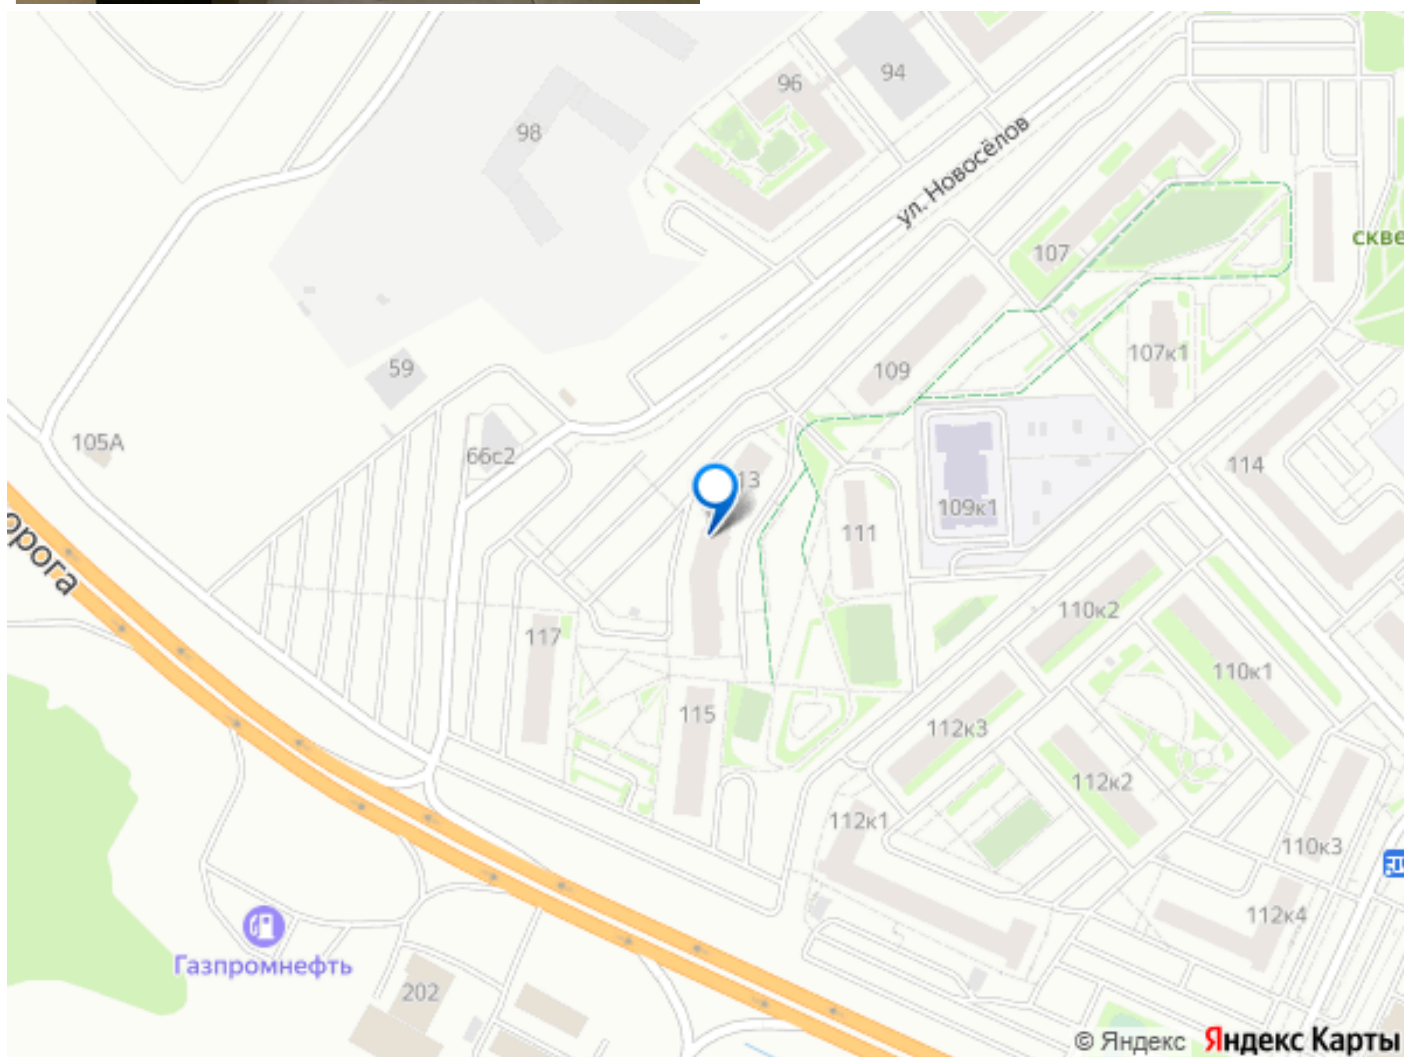 94
96
98
ул. Новосёлов
107
скве
107к1
109
59
105А
66с2
13
114
109к1
111
орога
110к2
117
110к1
115
112к3
112к2
112к1
110к3
112к4
Газпромнефть
202
© Яндекс Яндекс Карты